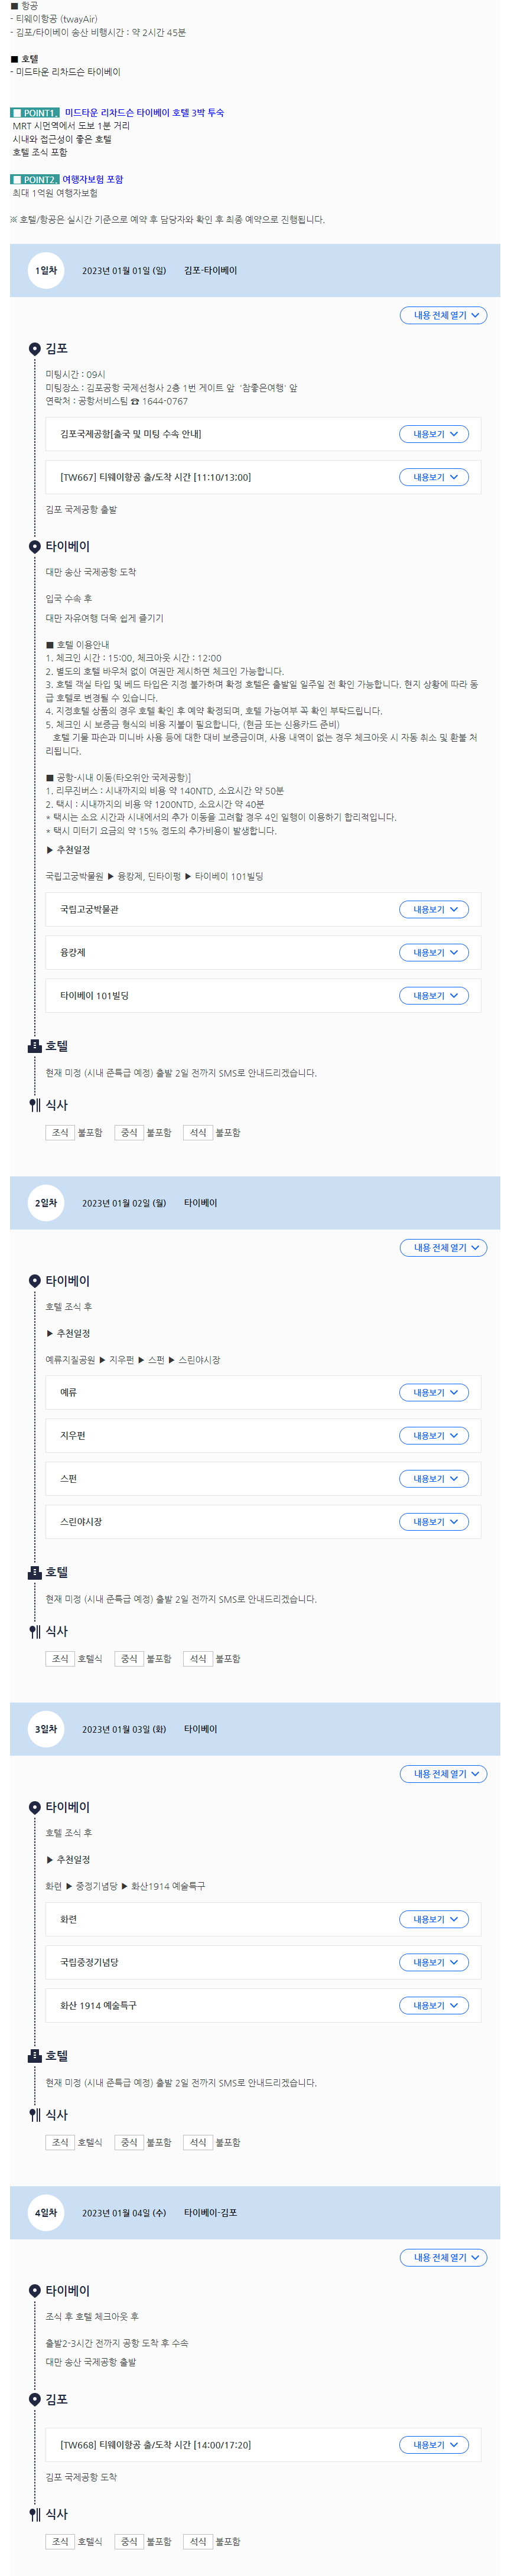 ■ 항공
- 티웨이항공 (twayAir)
- 김포/타이베이 송산 비행시간 : 약 2시간 45분
■ 호텔
- 미드타운 리차드슨 타이베이
POINT1. 미드타운 리차드슨 타이베이 호텔 3박 투숙
MRT 시먼역에서 도보 1분 거리
시내와 접근성이 좋은 호텔
호텔 조식 포함
POINT2. 여행자보험 포함
최대 1억원 여행자보험
※ 호텔/항공은 실시간 기준으로 예약 후 담당자와 확인 후 최종 예약으로 진행됩니다.
1일차 2023년 01월 01일 (일) 김포-타이베이
내용 전체 열기
김포
미팅시간 : 09시
미팅장소 : 김포공항 국제선청사 2층 1번 게이트 앞 '참좋은여행' 앞
연락처 : 공항서비스팀 ☎ 1644-0767
김포국제공항[출국 및 미팅 수속 안내] 내용보기
[TW667] 티웨이항공 출/도착 시간 [11:10/13:00] 내용보기
김포 국제공항 출발
타이베이
대만 송산 국제공항 도착
입국 수속 후
대만 자유여행 더욱 쉽게 즐기기
■ 호텔 이용안내
1. 체크인 시간 : 15:00, 체크아웃 시간 : 12:00
2. 별도의 호텔 바우처 없이 여권만 제시하면 체크인 가능합니다.
3. 호텔 객실 타입 및 베드 타입은 지정 불가하며 확정 호텔은 출발일 일주일 전 확인 가능합니다. 현지 상황에 따라 동
급 호텔로 변경될 수 있습니다.
4. 지정호텔 상품의 경우 호텔 확인 후 예약 확정되며, 호텔 가능여부 꼭 확인 부탁드립니다.
5. 체크인 시 보증금 형식의 비용 지불이 필요합니다. (현금 또는 신용카드 준비)
호텔 기물 파손과 미니바 사용 등에 대한 대비 보증금이며, 사용 내역이 없는 경우 체크아웃 시 자동 취소 및 환불 처
리됩니다.
■ 공항-시내 이동(타오위안 국제공항)]
1. 리무진버스 : 시내까지의 비용 약 140NTD, 소요시간 약 50분
2. 택시 : 시내까지의 비용 약 1200NTD, 소요시간 약 40분
* 택시는 소요 시간과 시내에서의 추가 이동을 고려할 경우 4인 일행이 이용하기 합리적입니다.
* 택시 미터기 요금의 약 15% 정도의 추가비용이 발생합니다.
▶ 추천일정
국립고궁박물원 ▶ 융캉제, 딘타이펑 ▶ 타이베이 101빌딩
국립고궁박물관 내용보기
융캉제 내용보기
타이베이 101빌딩 내용보기
호텔
현재 미정 (시내 준특급 예정) 출발 2일 전까지 SMS로 안내드리겠습니다.
식사
조식 불포함 중식 불포함 석식 불포함
2일차 2023년 01월 02일 (월) 타이베이
내용 전체 열기
타이베이
호텔 조식 후
▶ 추천일정
예류지질공원 ▶ 지우펀 ▶ 스펀 ▶ 스린야시장
예류 내용보기
지우펀 내용보기
스펀 내용보기
스린야시장 내용보기
호텔
현재 미정 (시내 준특급 예정) 출발 2일 전까지 SMS로 안내드리겠습니다.
식사
조식 호텔식 중식 불포함 석식 불포함
3일차 2023년 01월 03일 (화) 타이베이
내용 전체 열기
타이베이
호텔 조식 후
▶ 추천일정
화련 ▶ 중정기념당 ▶ 화산1914 예술특구
화련 내용보기
국립중정기념당 내용보기
화산 1914 예술특구 내용보기
호텔
현재 미정 (시내 준특급 예정) 출발 2일 전까지 SMS로 안내드리겠습니다.
식사
조식 호텔식 중식 불포함 석식 불포함
4일차 2023년 01월 04일 (수) 타이베이-김포
내용 전체 열기
타이베이
조식 후 호텔 체크아웃 후
출발2-3시간 전까지 공항 도착 후 수속
대만 송산 국제공항 출발
김포
[TW668] 티웨이항공 출/도착 시간 [14:00/17:20] 내용보기
김포 국제공항 도착
식사
조식 호텔식 중식 불포함 석식 불포함